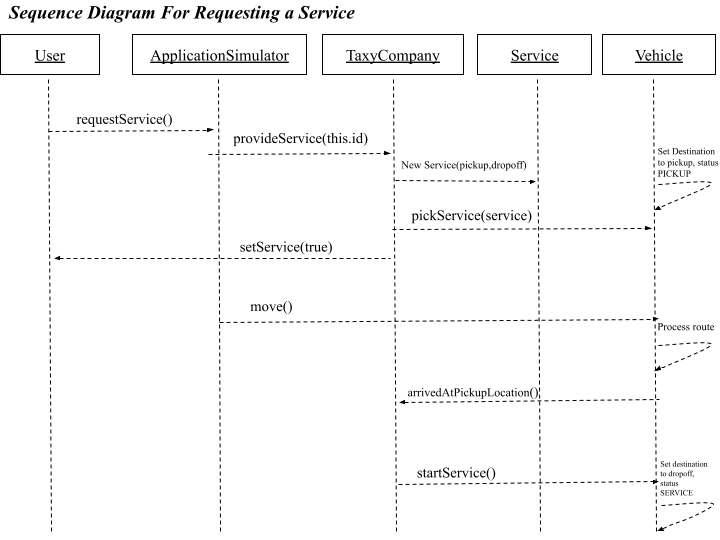 Sequence Diagram For Requesting a Service
User
ApplicationSimulator
TaxyCompany
Service
Vehicle
requestService()
provideService(this.id)
New Service(pickup,dropoff)
Set Destination
to pickup, status
PICKUP
pickService(service)
setService(true)
move()
Process route
arrivedAtPickupLocation()
startService()
Set destination
to dropoff,
status
SERVICE